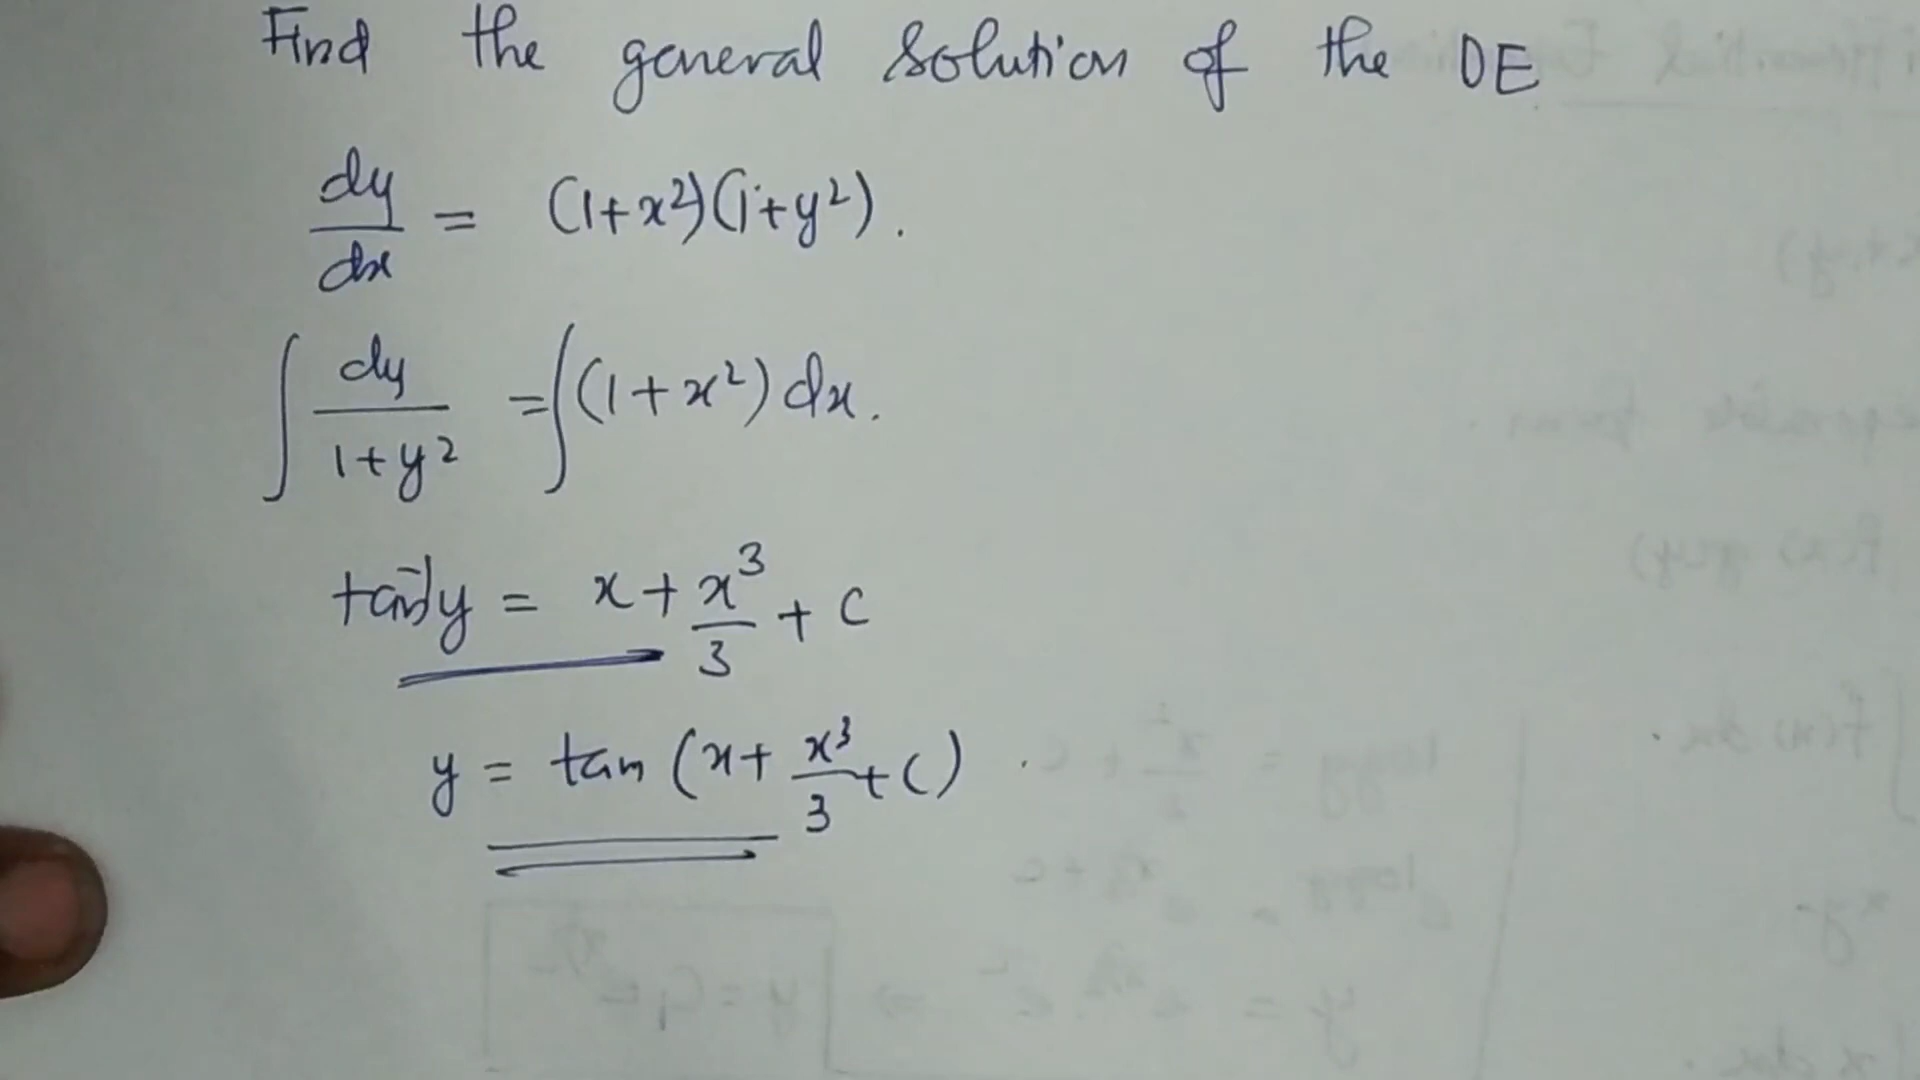 Find the general solution of the DE
dy/dx = (1+x²)(1+y²).
∫ dy/(1+y²) = ∫(1+x²) dx.
tan⁻¹y = x + x³/3 + C
y = tan (x + x³/3 + C)